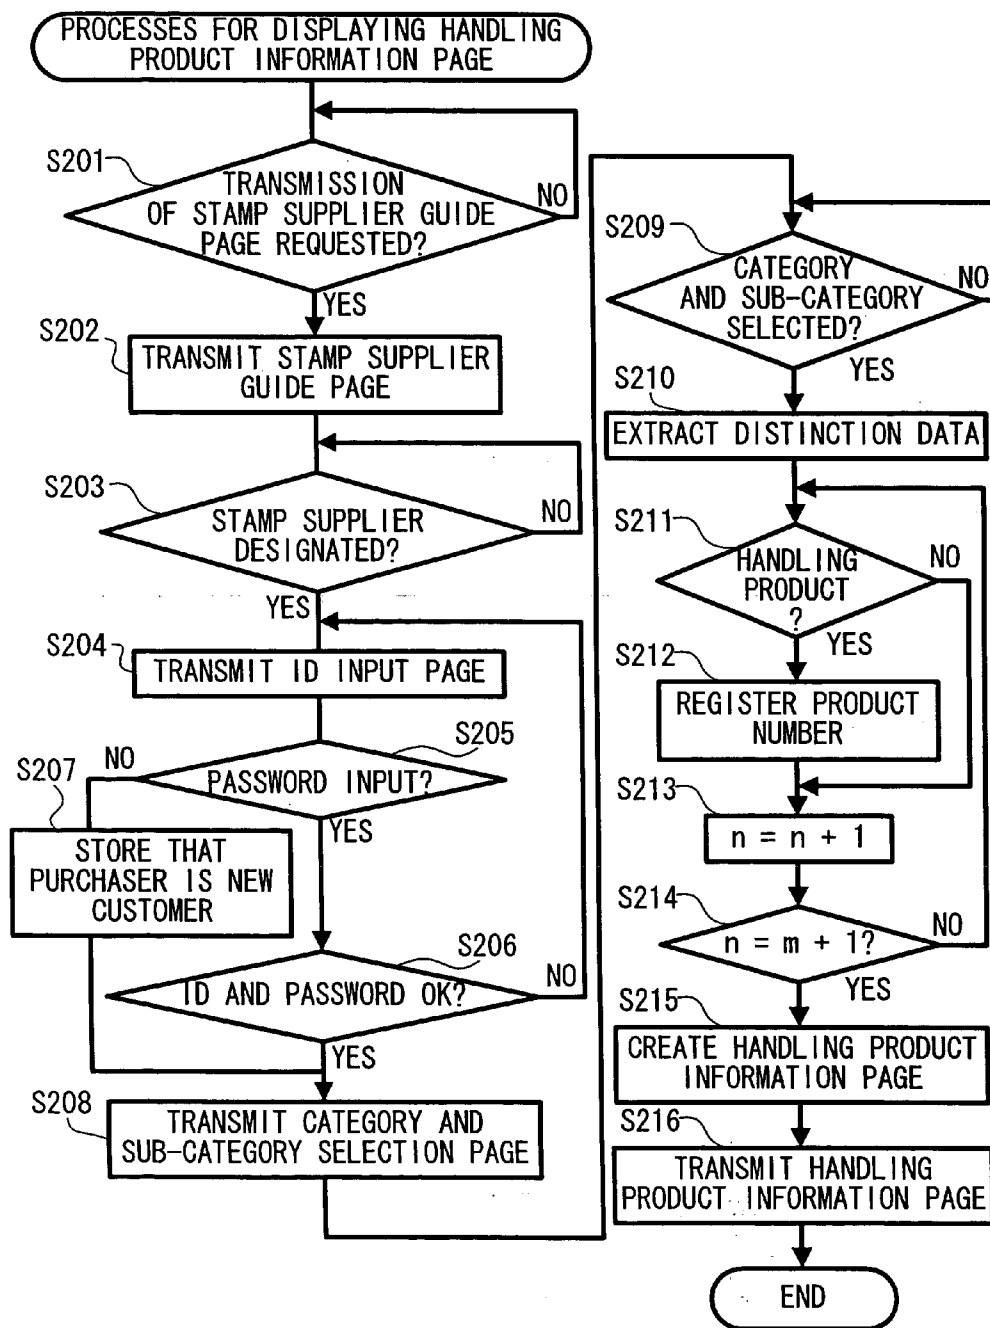 PROCESSES FOR DISPLAYING HANDLING
PRODUCT INFORMATION PAGE
S201
TRANSMISSION
OF STAMP SUPPLIER GUIDE
PAGE REQUESTED?
NO
YES
S202
TRANSMIT STAMP SUPPLIER
GUIDE PAGE
S203
STAMP SUPPLIER
DESIGNATED?
NO
YES
S204
TRANSMIT ID INPUT PAGE
S205
PASSWORD INPUT?
NO
YES
S207
STORE THAT
PURCHASER IS NEW
CUSTOMER
S206
ID AND PASSWORD OK?
NO
YES
S208
TRANSMIT CATEGORY AND
SUB-CATEGORY SELECTION PAGE
S209
CATEGORY
AND SUB-CATEGORY
SELECTED?
NO
YES
S210
EXTRACT DISTINCTION DATA
S211
HANDLING
PRODUCT
?
NO
YES
S212
REGISTER PRODUCT
NUMBER
S213
n = n + 1
S214
n = m + 1?
NO
YES
S215
CREATE HANDLING PRODUCT
INFORMATION PAGE
S216
TRANSMIT HANDLING
PRODUCT INFORMATION PAGE
END